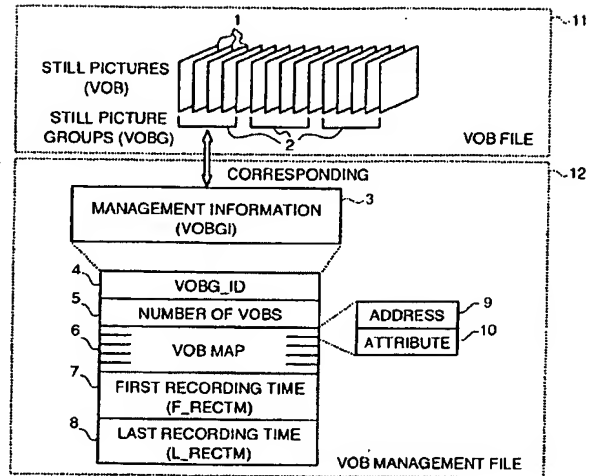 1
11
STILL PICTURES
(VOB)
STILL PICTURE
GROUPS (VOBG)
2
2
VOB FILE
12
CORRESPONDING
3
MANAGEMENT INFORMATION
(VOBGI)
4
VOBG_ID
5
NUMBER OF VOBS
9
ADDRESS
6
VOB MAP
10
ATTRIBUTE
7
FIRST RECORDING TIME
(F_RECTM)
8
LAST RECORDING TIME
(L_RECTM)
VOB MANAGEMENT FILE